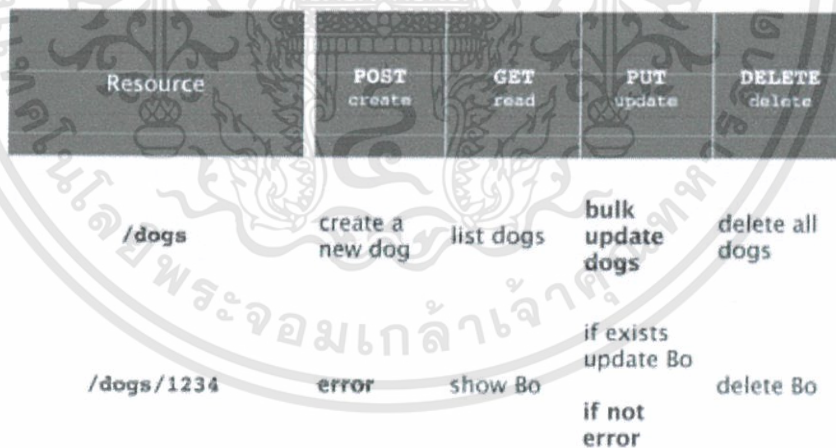 Resource
POST
create
GET
read
PUT
update
DELETE
delete
/dogs
create a
new dog
list dogs
bulk
update
dogs
delete all
dogs
/dogs/1234
error
show Bo
if exists
update Bo
if not
error
delete Bo